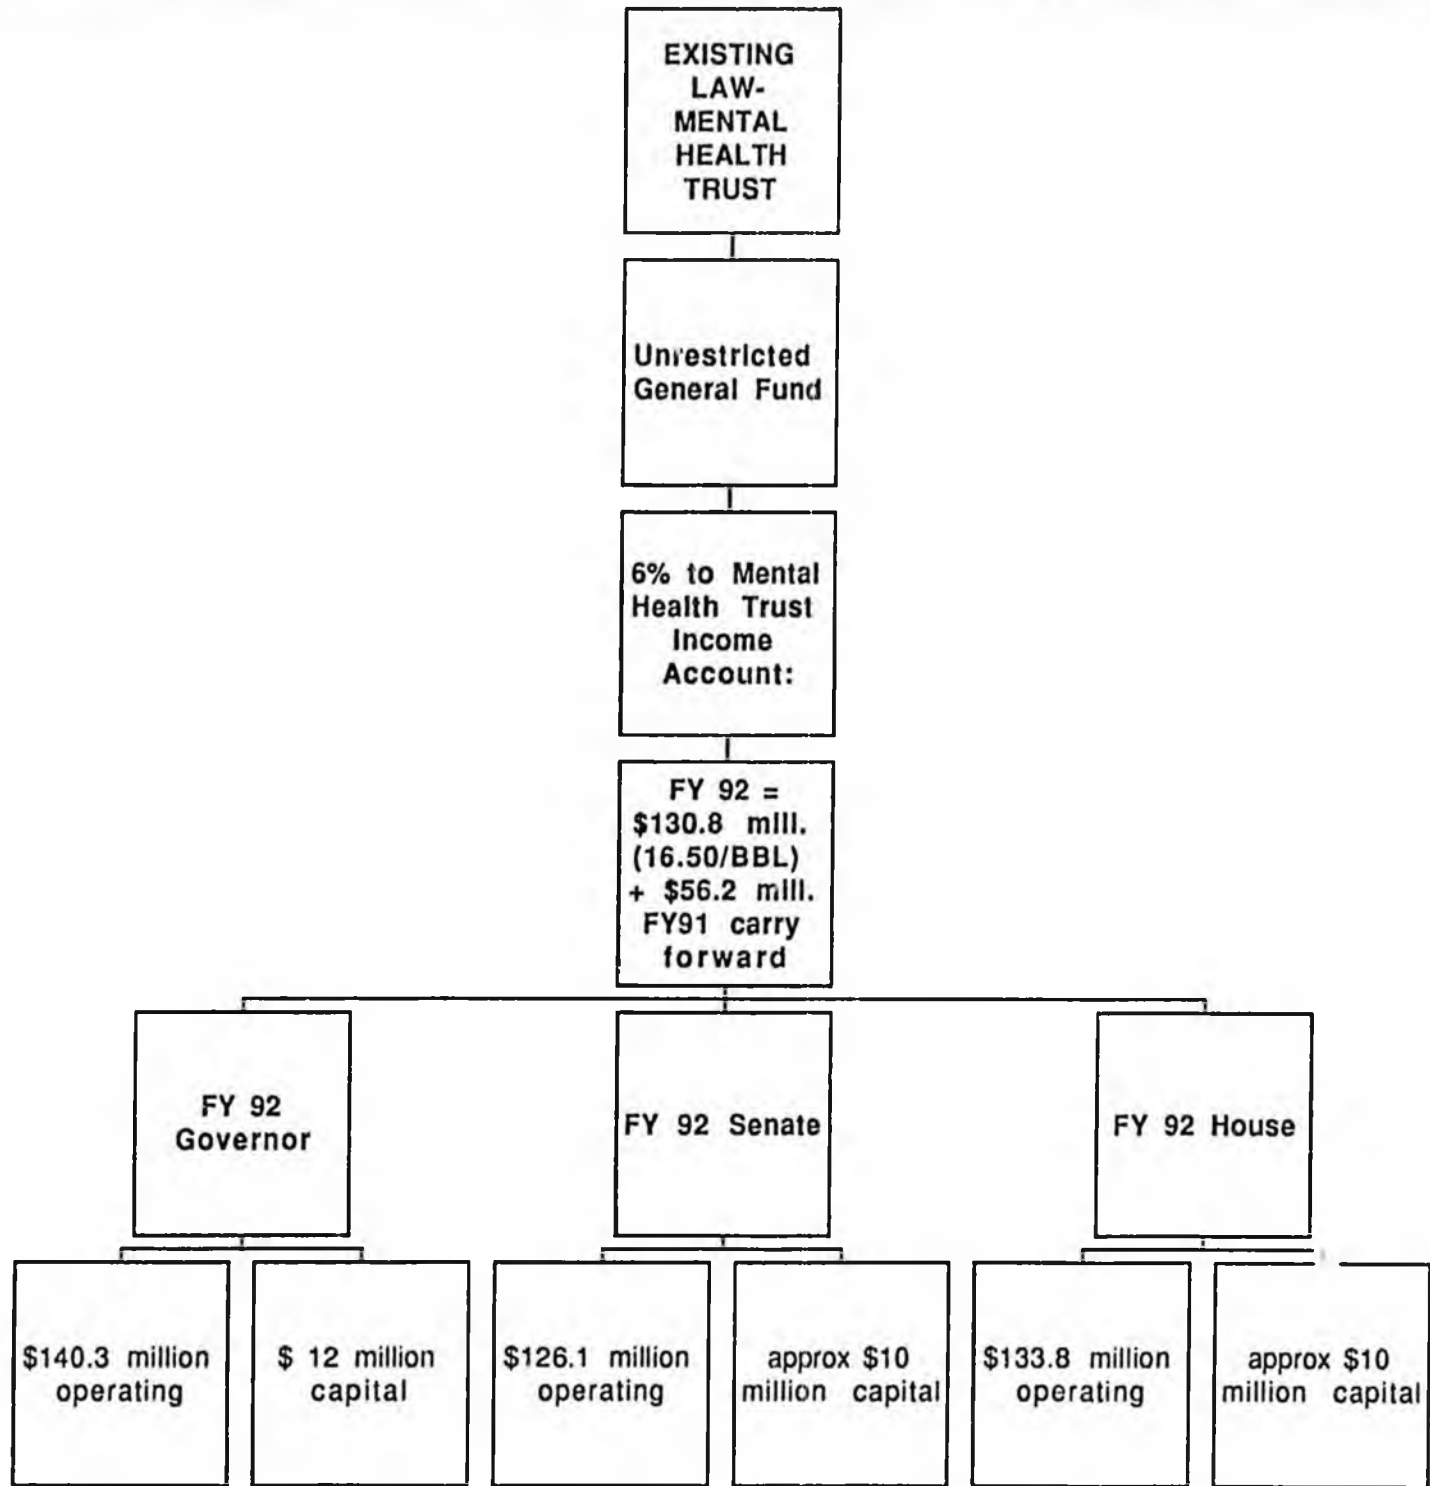 EXISTING
LAW-
MENTAL
HEALTH
TRUST
Unrestricted
General Fund
6% to Mental
Health Trust
Income
Account:
FY 92 =
$130.8 mill.
(16.50/BBL)
+ $56.2 mill.
FY91 carry
forward
FY 92
Governor
FY 92 Senate
FY 92 House
$140.3 million
operating
$ 12 million
capital
$126.1 million
operating
approx $10
million capital
$133.8 million
operating
approx $10
million capital